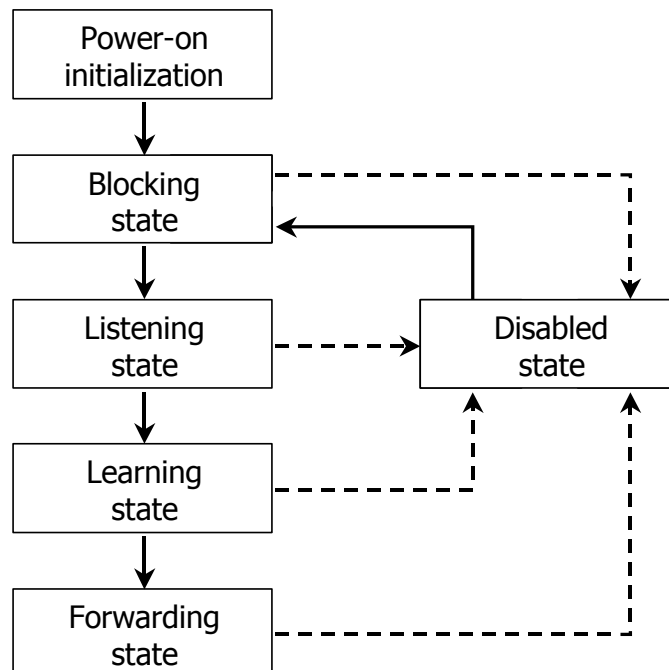 Power-on
initialization
Blocking
state
Listening
state
Disabled
state
Learning
state
Forwarding
state